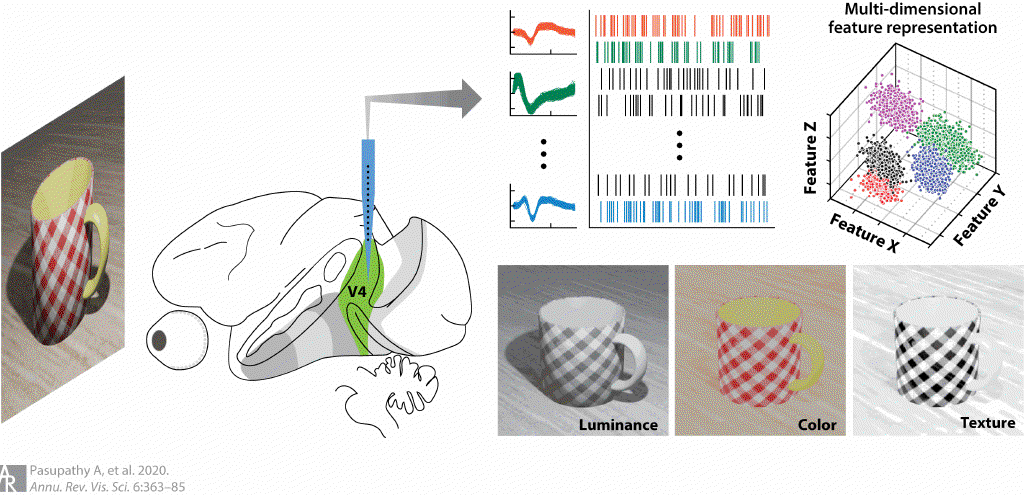 Multi-dimensional
feature representation
Feature Z
Feature X
Feature Y
V4
Luminance
Color
Texture
AR
Pasupathy A, et al. 2020.
Annu. Rev. Vis. Sci. 6:363–85